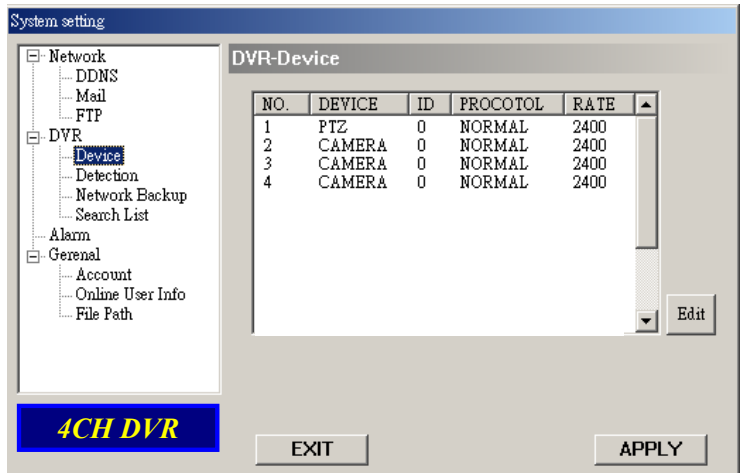 System setting
Network
DDNS
Mail
FTP
DVR
Device
Detection
Network Backup
Search List
Alarm
Gerenal
Account
Online User Info
File Path
4CH DVR
DVR-Device
NO. DEVICE ID PROCOTOL RATE
1 PTZ 0 NORMAL 2400
2 CAMERA 0 NORMAL 2400
3 CAMERA 0 NORMAL 2400
4 CAMERA 0 NORMAL 2400
Edit
EXIT APPLY